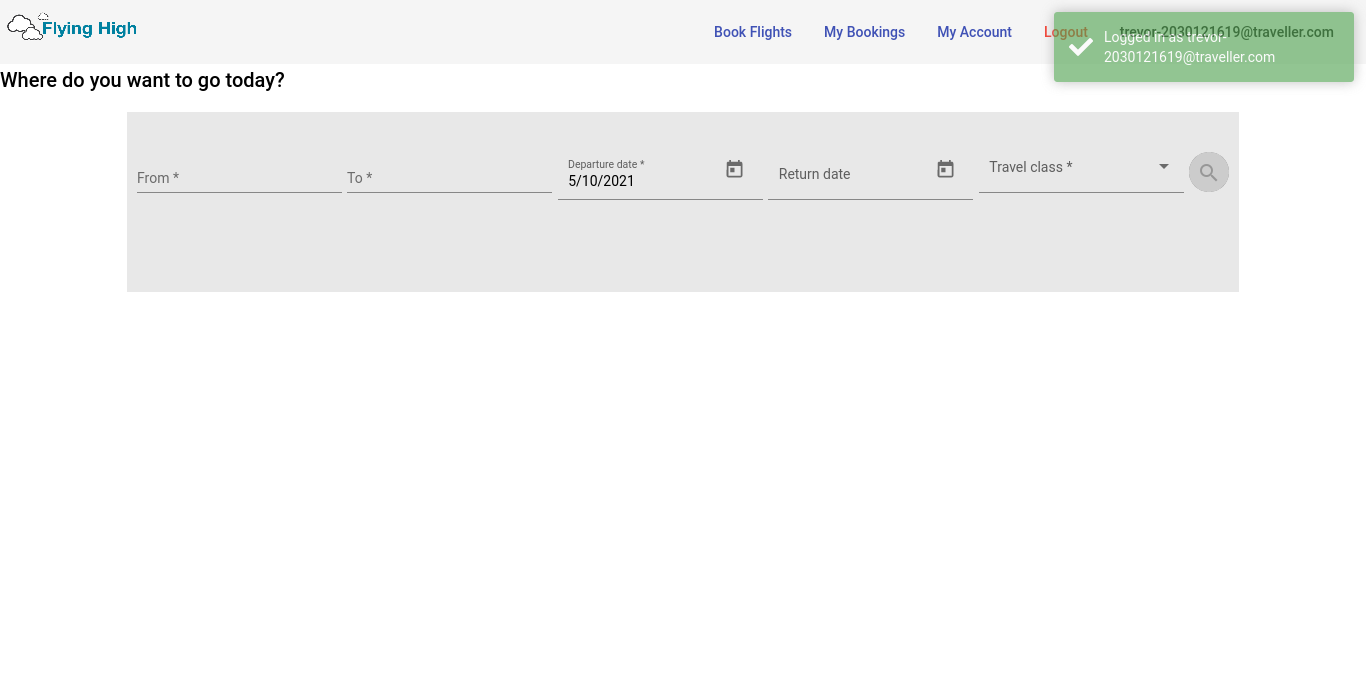 Flying High
Book Flights
My Bookings
My Account
Logout
trevor-2030121619@traveller.com
Logged in as trevor-
2030121619@traveller.com
Where do you want to go today?
From *
To *
Departure date *
5/10/2021
Return date
Travel class *